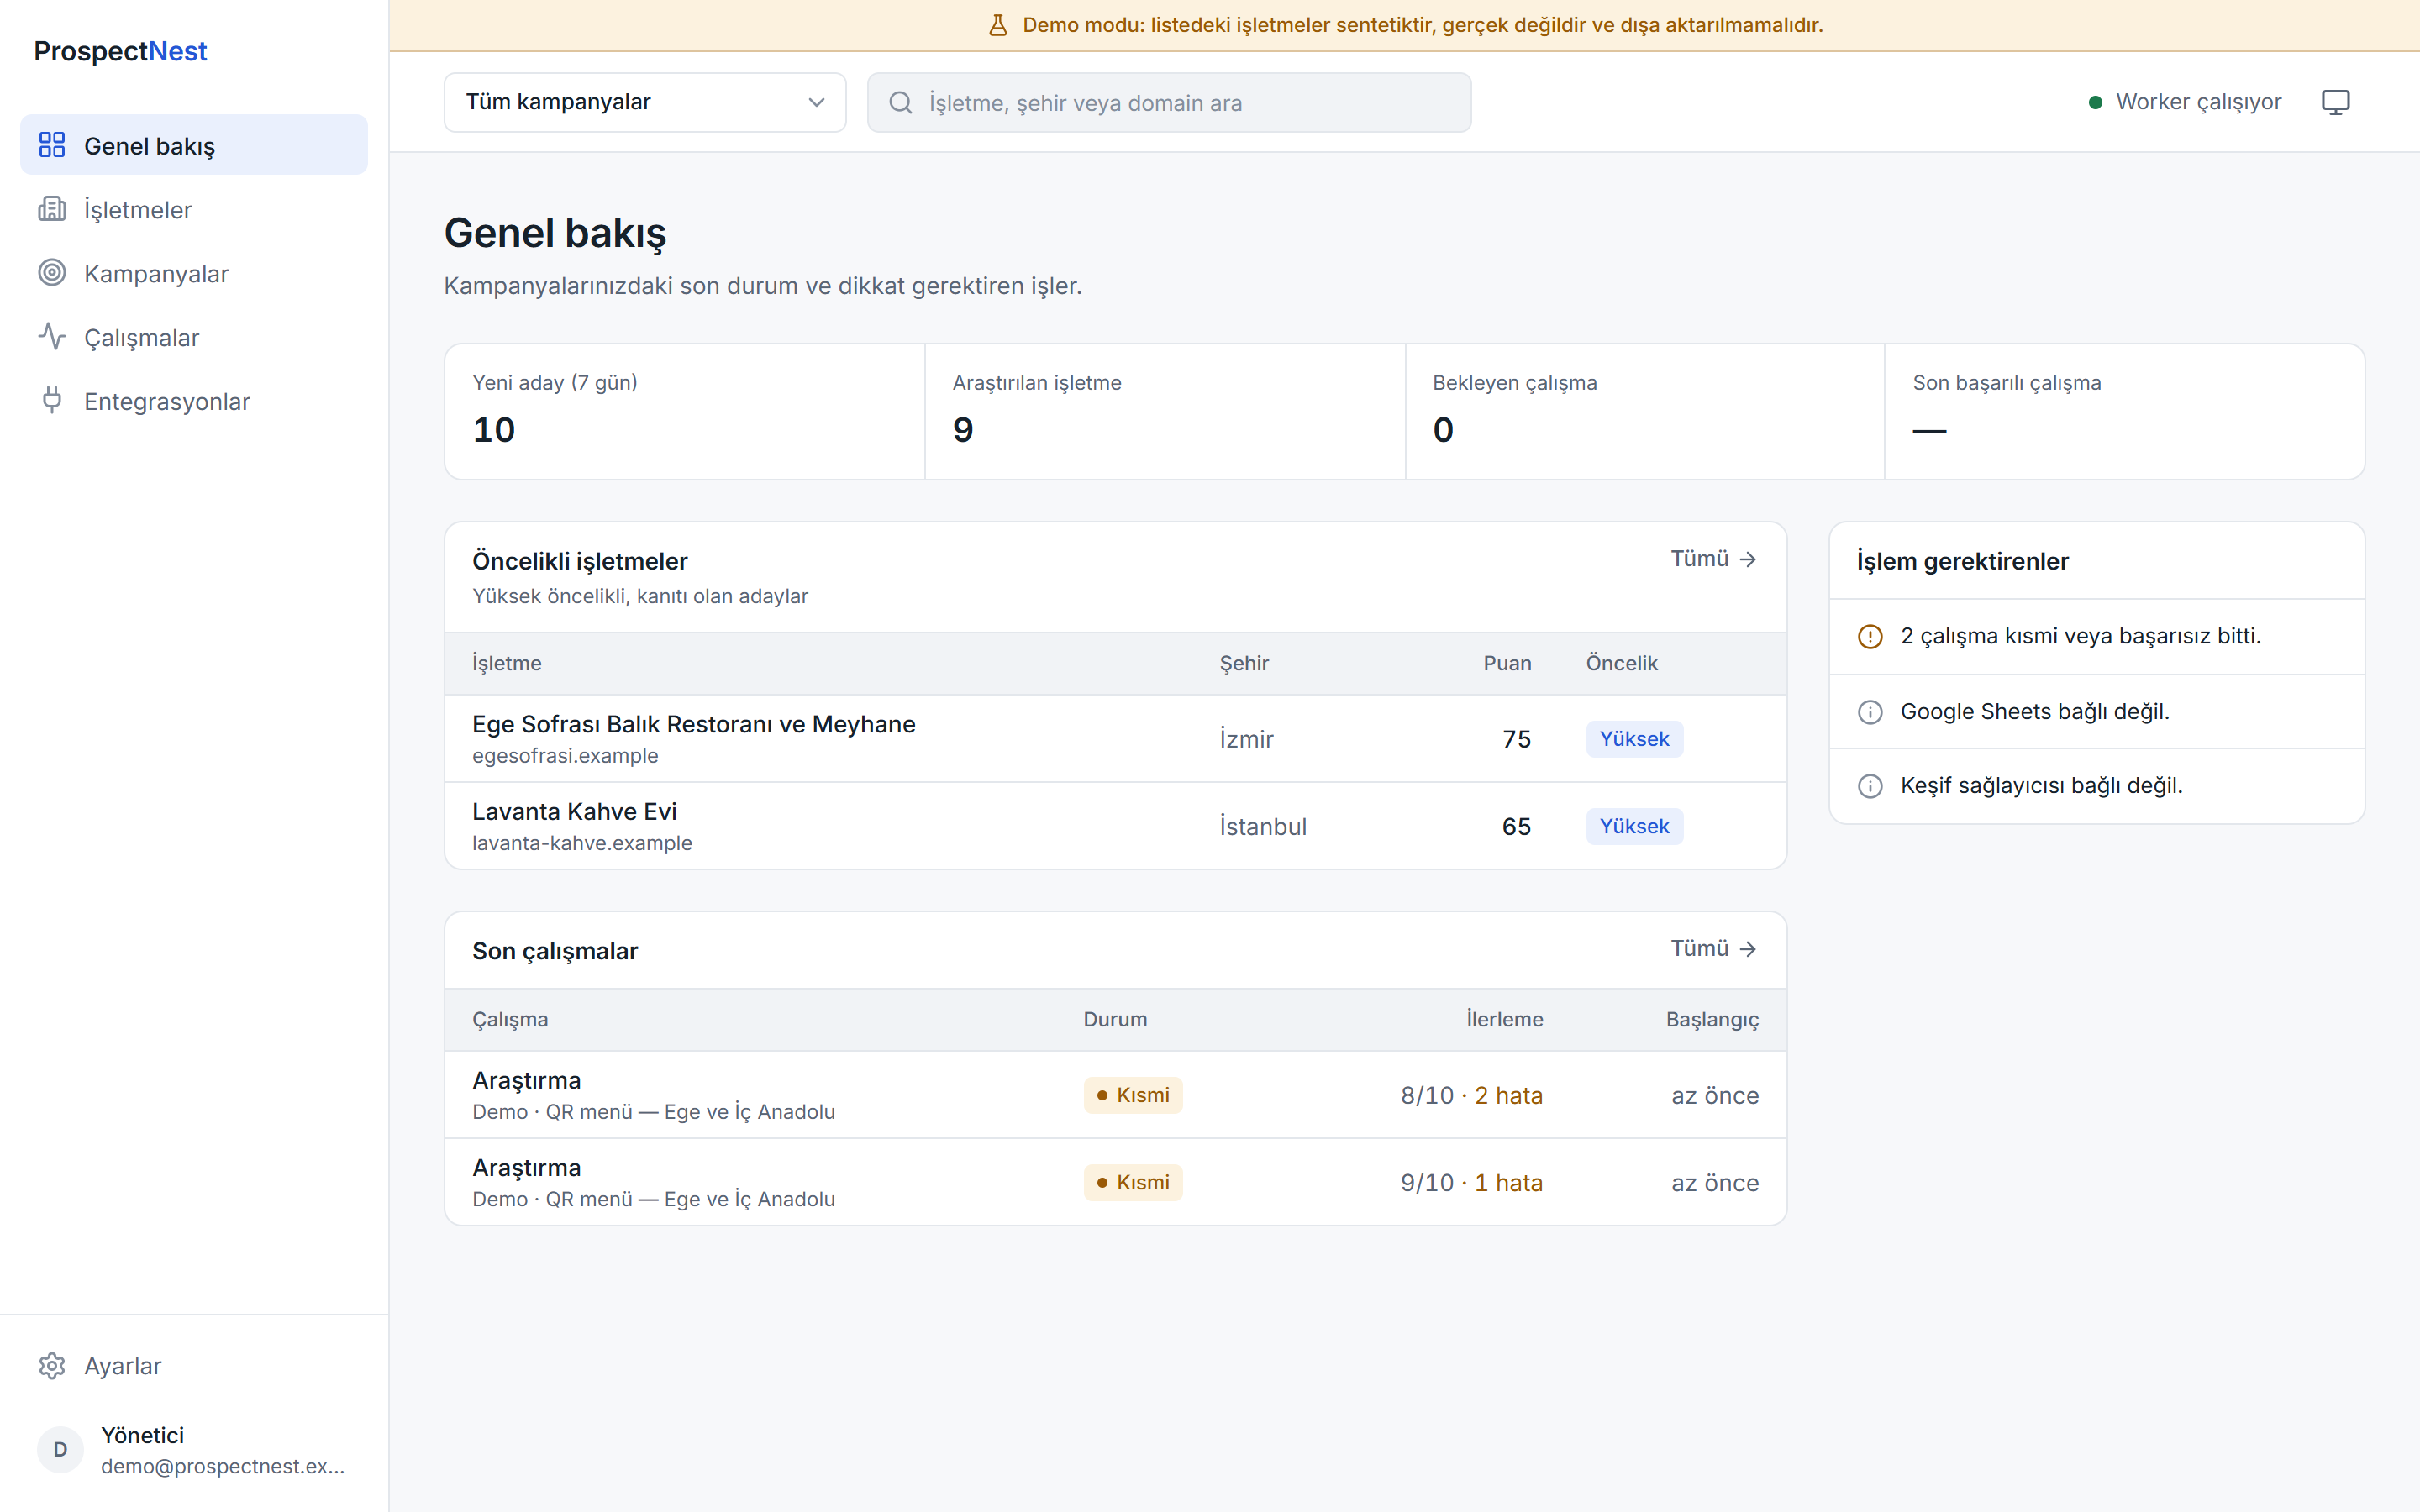 ProspectNest
Genel bakış
İşletmeler
Kampanyalar
Çalışmalar
Entegrasyonlar
Ayarlar
D
Yönetici
demo@prospectnest.ex...
Demo modu: listedeki işletmeler sentetiktir, gerçek değildir ve dışa aktarılmamalıdır.
Tüm kampanyalar
İşletme, şehir veya domain ara
Worker çalışıyor
Genel bakış
Kampanyalarınızdaki son durum ve dikkat gerektiren işler.
Yeni aday (7 gün)
10
Araştırılan işletme
9
Bekleyen çalışma
0
Son başarılı çalışma
—
Öncelikli işletmeler
Tümü →
Yüksek öncelikli, kanıtı olan adaylar
İşletme Şehir Puan Öncelik
Ege Sofrası Balık Restoranı ve Meyhane
egesofrasi.example
İzmir 75 Yüksek
Lavanta Kahve Evi
lavanta-kahve.example
İstanbul 65 Yüksek
Son çalışmalar
Tümü →
Çalışma Durum İlerleme Başlangıç
Araştırma
Demo · QR menü — Ege ve İç Anadolu
Kısmi 8/10 · 2 hata az önce
Araştırma
Demo · QR menü — Ege ve İç Anadolu
Kısmi 9/10 · 1 hata az önce
İşlem gerektirenler
2 çalışma kısmi veya başarısız bitti.
Google Sheets bağlı değil.
Keşif sağlayıcısı bağlı değil.